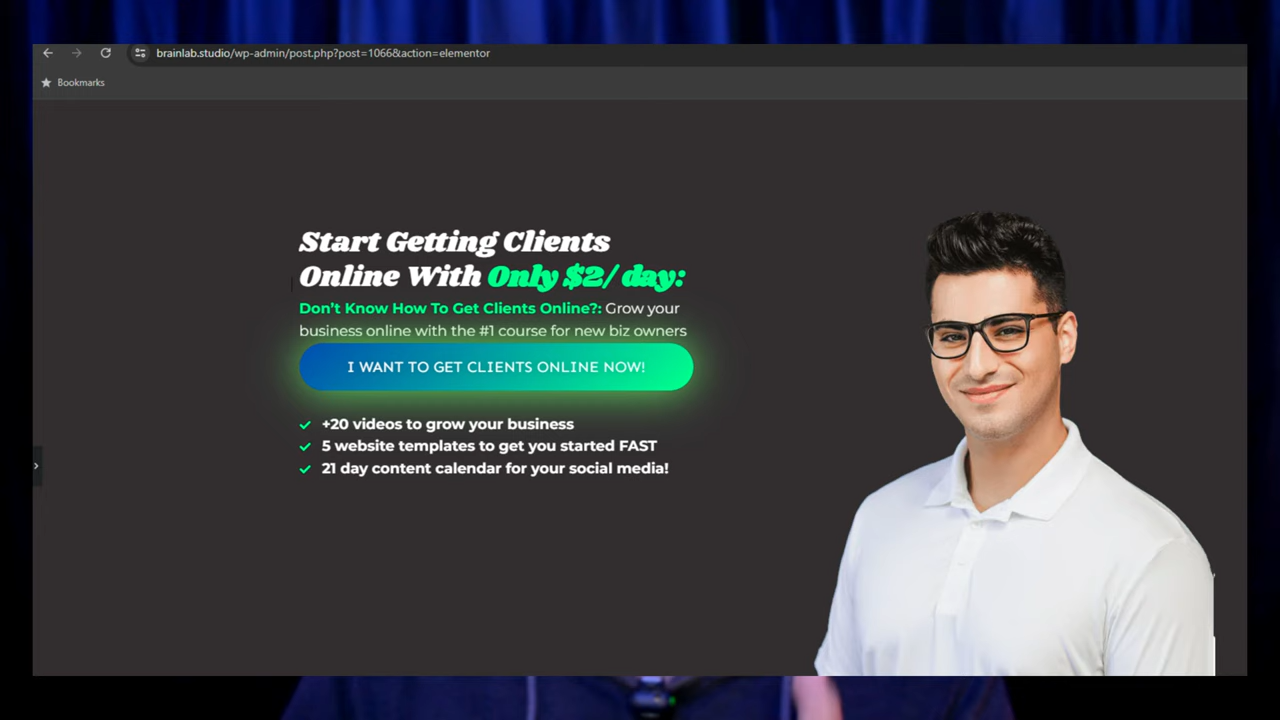 brainlab.studio/wp-admin/post.php?post=1066&action=elementor
Bookmarks
Start Getting Clients
Online With Only $2/ day:
Don't Know How To Get Clients Online?: Grow your
business online with the #1 course for new biz owners
I WANT TO GET CLIENTS ONLINE NOW!
+20 videos to grow your business
5 website templates to get you started FAST
21 day content calendar for your social media!